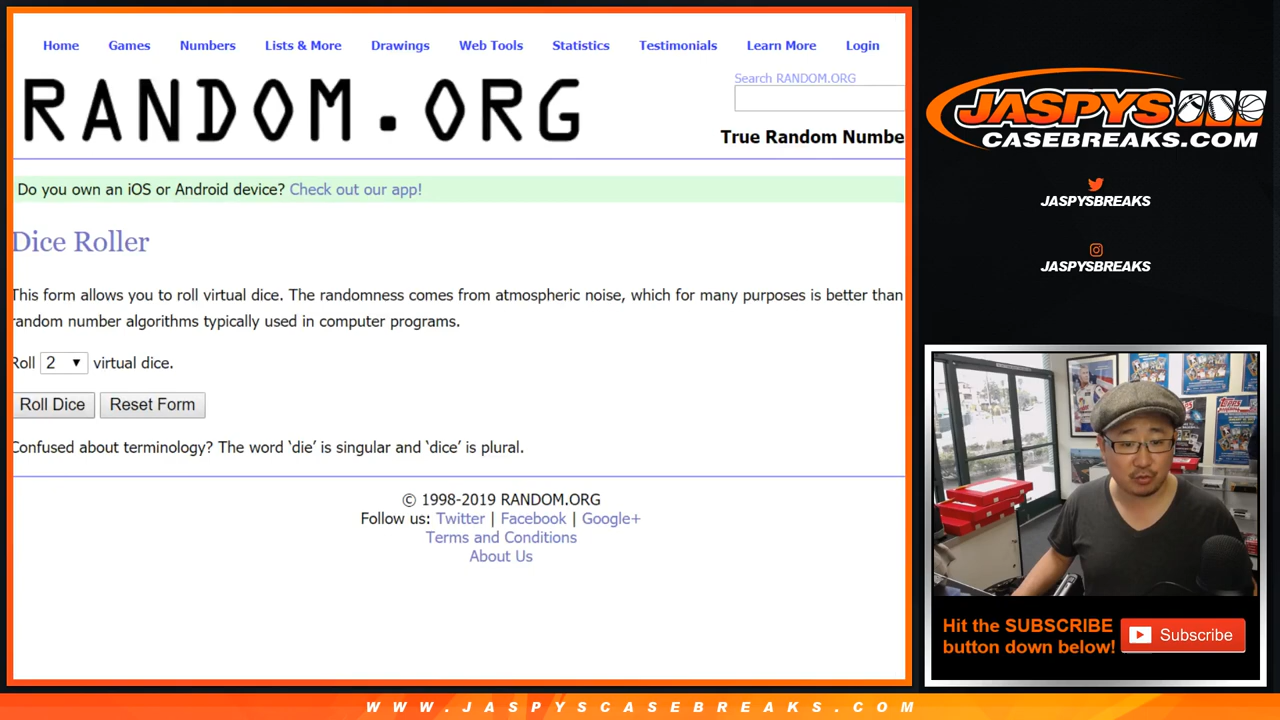 Home Games Numbers Lists & More Drawings Web Tools Statistics Testimonials Learn More Login
RANDOM.ORG
Search RANDOM.ORG
True Random Numbe
Do you own an iOS or Android device? Check out our app!
Dice Roller
This form allows you to roll virtual dice. The randomness comes from atmospheric noise, which for many purposes is better than
random number algorithms typically used in computer programs.
Roll 2 virtual dice.
Roll Dice Reset Form
Confused about terminology? The word ‘die’ is singular and ‘dice’ is plural.
© 1998-2019 RANDOM.ORG
Follow us: Twitter | Facebook | Google+
Terms and Conditions
About Us
JASPYS
CASEBREAKS.COM
JASPYSBREAKS
JASPYSBREAKS
Topps
Hit the SUBSCRIBE
button down below!
Subscribe
WWW.JASPYSCASEBREAKS.COM